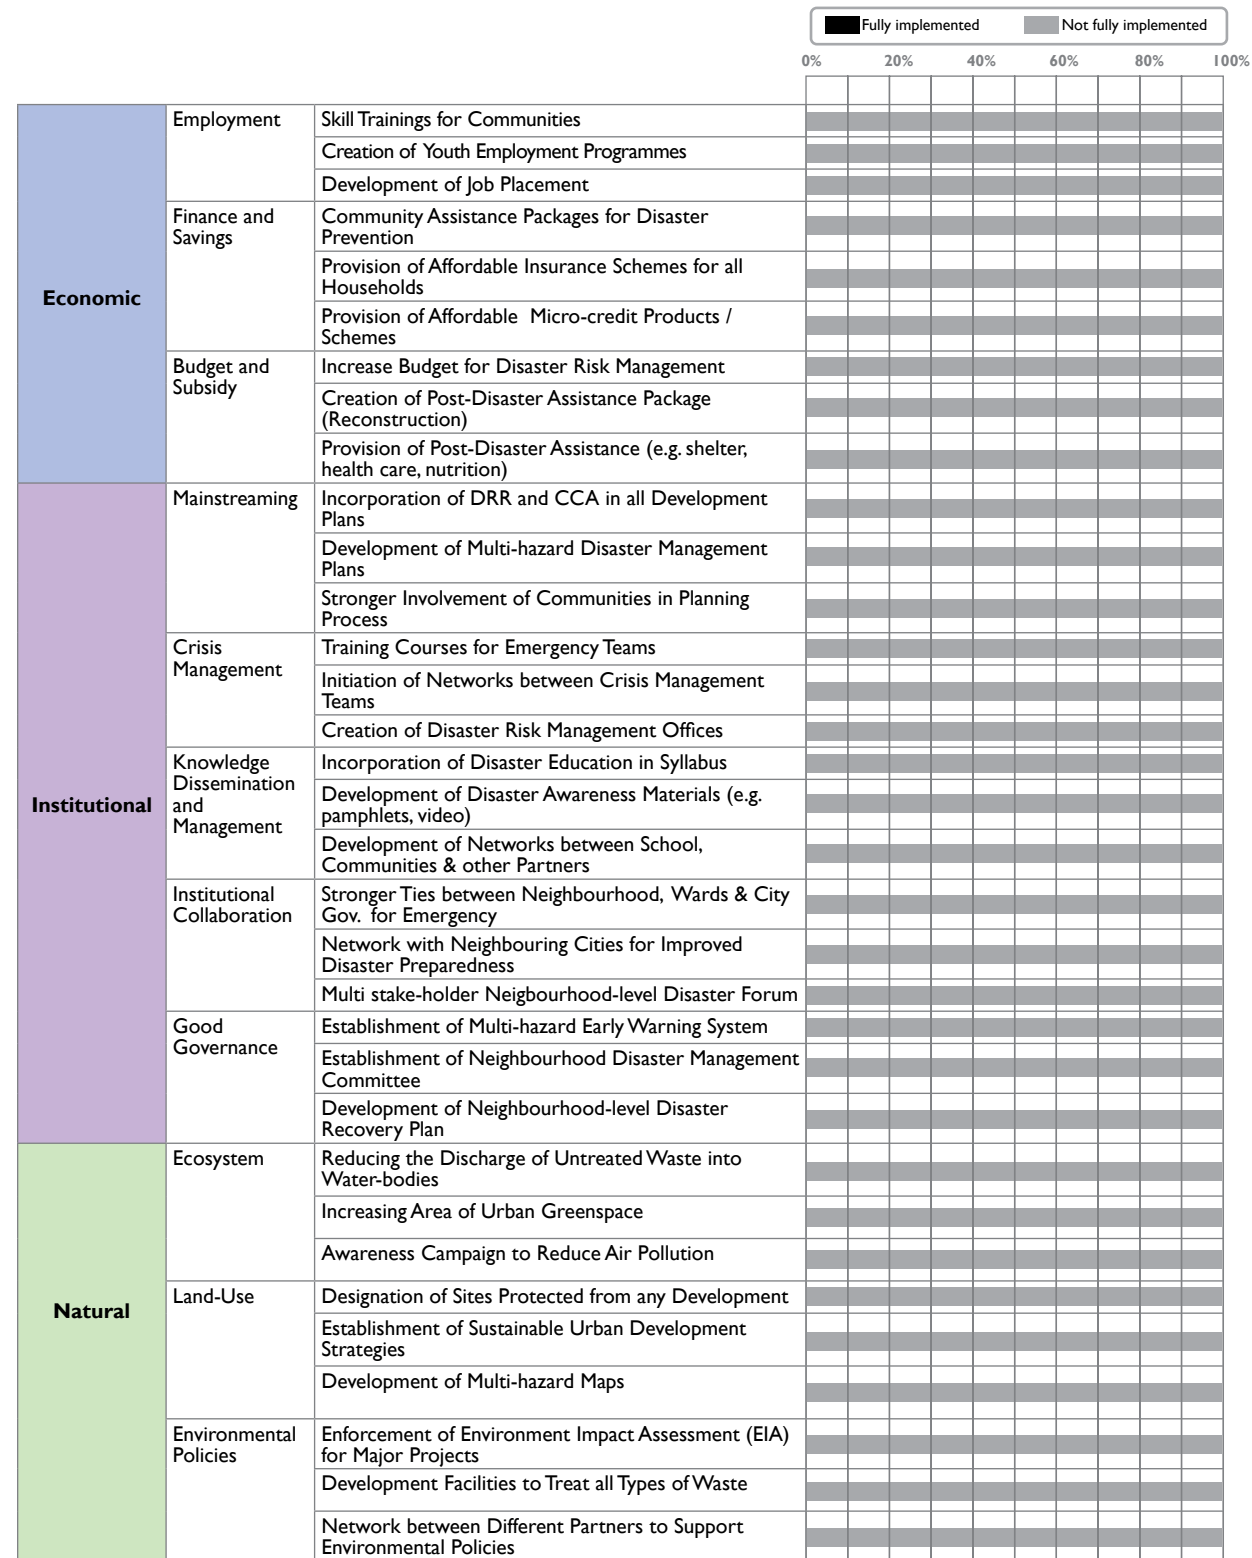 Fully implemented
Not fully implemented
0% 20% 40% 60% 80% 100%
Economic
Employment
Skill Trainings for Communities
Creation of Youth Employment Programmes
Development of Job Placement
Finance and
Savings
Community Assistance Packages for Disaster
Prevention
Provision of Affordable Insurance Schemes for all
Households
Provision of Affordable Micro-credit Products /
Schemes
Budget and
Subsidy
Increase Budget for Disaster Risk Management
Creation of Post-Disaster Assistance Package
(Reconstruction)
Provision of Post-Disaster Assistance (e.g. shelter,
health care, nutrition)
Institutional
Mainstreaming
Incorporation of DRR and CCA in all Development
Plans
Development of Multi-hazard Disaster Management
Plans
Stronger Involvement of Communities in Planning
Process
Crisis
Management
Training Courses for Emergency Teams
Initiation of Networks between Crisis Management
Teams
Creation of Disaster Risk Management Offices
Knowledge
Dissemination
and
Management
Incorporation of Disaster Education in Syllabus
Development of Disaster Awareness Materials (e.g.
pamphlets, video)
Development of Networks between School,
Communities & other Partners
Institutional
Collaboration
Stronger Ties between Neighbourhood, Wards & City
Gov. for Emergency
Network with Neighbouring Cities for Improved
Disaster Preparedness
Multi stake-holder Neigbourhood-level Disaster Forum
Good
Governance
Establishment of Multi-hazard Early Warning System
Establishment of Neighbourhood Disaster Management
Committee
Development of Neighbourhood-level Disaster
Recovery Plan
Natural
Ecosystem
Reducing the Discharge of Untreated Waste into
Water-bodies
Increasing Area of Urban Greenspace
Awareness Campaign to Reduce Air Pollution
Land-Use
Designation of Sites Protected from any Development
Establishment of Sustainable Urban Development
Strategies
Development of Multi-hazard Maps
Environmental
Policies
Enforcement of Environment Impact Assessment (EIA)
for Major Projects
Development Facilities to Treat all Types of Waste
Network between Different Partners to Support
Environmental Policies